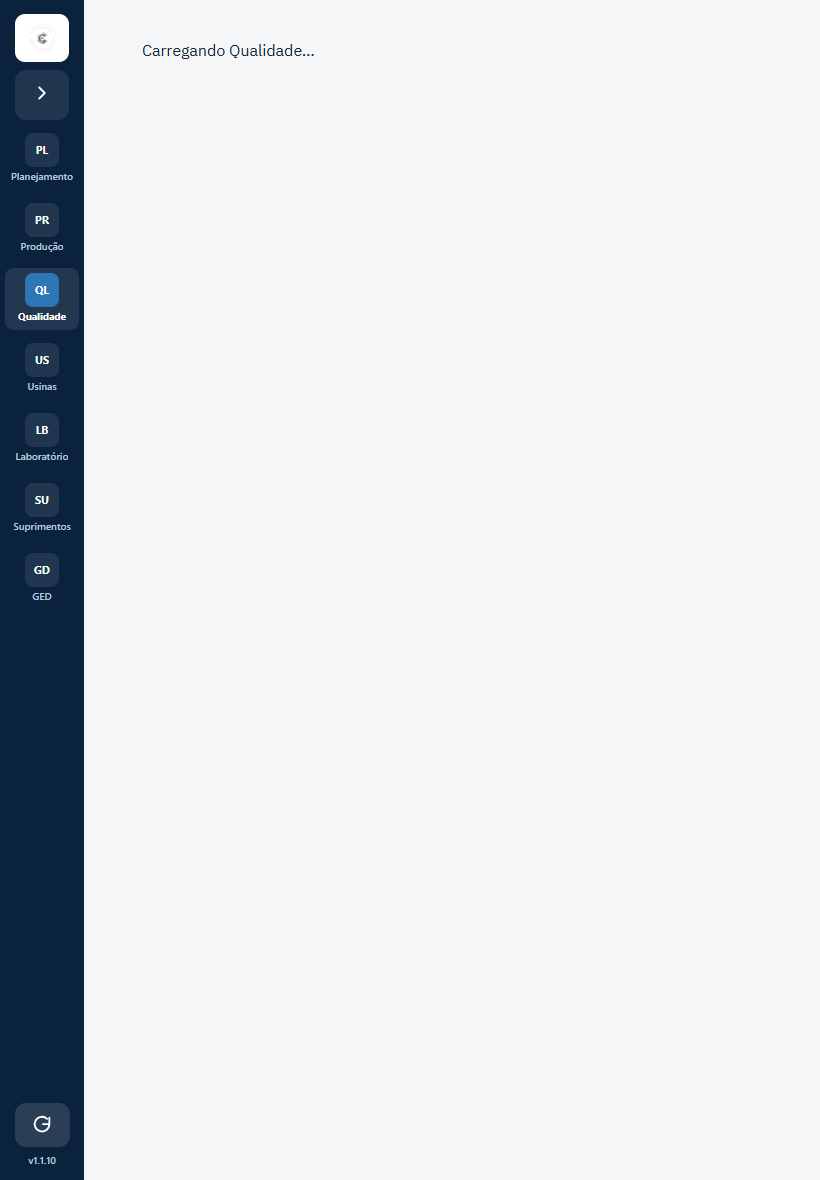 Carregando Qualidade...
PL
Planejamento
PR
Produção
QL
Qualidade
US
Usinas
LB
Laboratório
SU
Suprimentos
GD
GED
v1.1.10